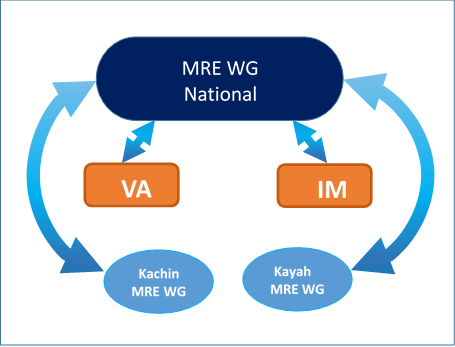 MRE WG
National
VA
IM
Kachin
MRE WG
Kayah
MRE WG